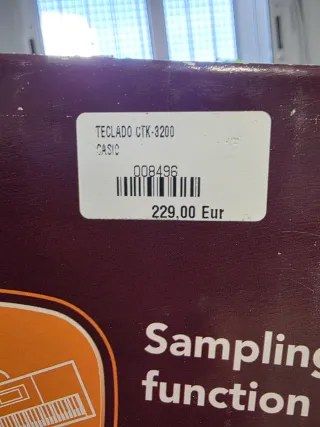 TECLADO CTK-3200
CASIO
008496
229,00 Eur
Sampling
function